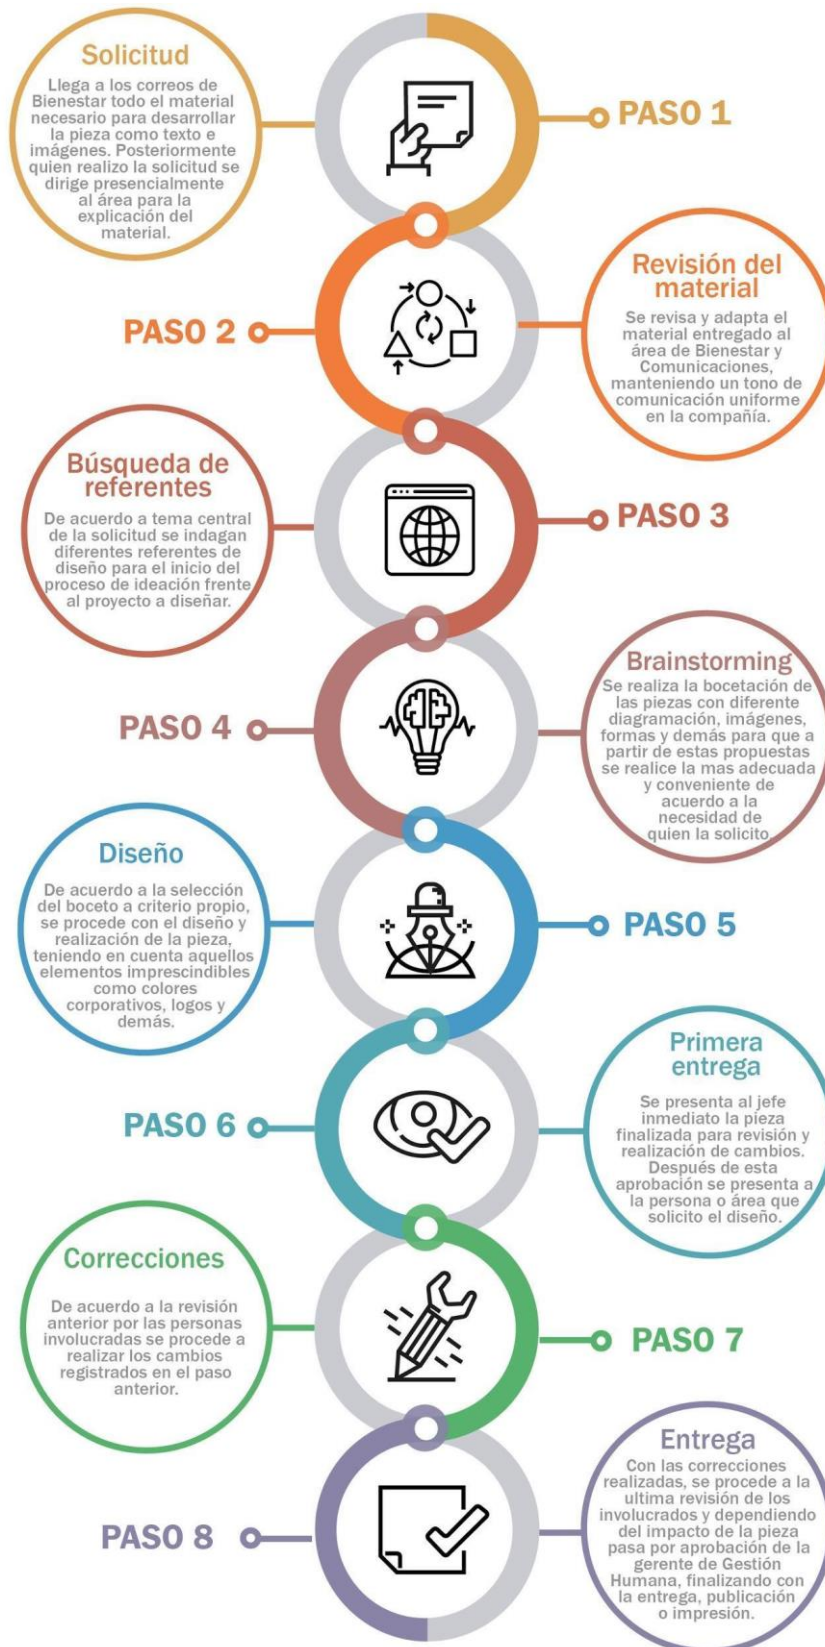 Solicitud
Llega a los correos de
Bienestar todo el material
necesario para desarrollar
la pieza como texto e
imágenes. Posteriormente
quien realizo la solicitud se
dirige presencialmente
al área para la
explicación del
material.
PASO 1
PASO 2
Revisión del
material
Se revisa y adapta el
material entregado al
área de Bienestar y
Comunicaciones,
manteniendo un tono de
comunicación uniforme
en la compañía.
Búsqueda de
referentes
De acuerdo a tema central
de la solicitud se indagan
diferentes referentes de
diseño para el inicio del
proceso de ideación frente
al proyecto a diseñar.
PASO 3
PASO 4
Brainstorming
Se realiza la bocetación de
las piezas con diferente
diagramación, imágenes,
formas y demás para que a
partir de estas propuestas
se realice la mas adecuada
y conveniente de
acuerdo a la
necesidad de
quien la solicito.
Diseño
De acuerdo a la selección
del boceto a criterio propio,
se procede con el diseño y
realización de la pieza,
teniendo en cuenta aquellos
elementos imprescindibles
como colores
corporativos, logos y
demás.
PASO 5
PASO 6
Primera
entrega
Se presenta al jefe
inmediato la pieza
finalizada para revisión y
realización de cambios.
Después de esta
aprobación se presenta a
la persona o área que
solicito el diseño.
Correcciones
De acuerdo a la revisión
anterior por las personas
involucradas se procede a
realizar los cambios
registrados en el paso
anterior.
PASO 7
PASO 8
Entrega
Con las correcciones
realizadas, se procede a la
ultima revisión de los
involucrados y dependiendo
del impacto de la pieza
pasa por aprobación de la
gerente de Gestión
Humana, finalizando con
la entrega, publicación
o impresión.